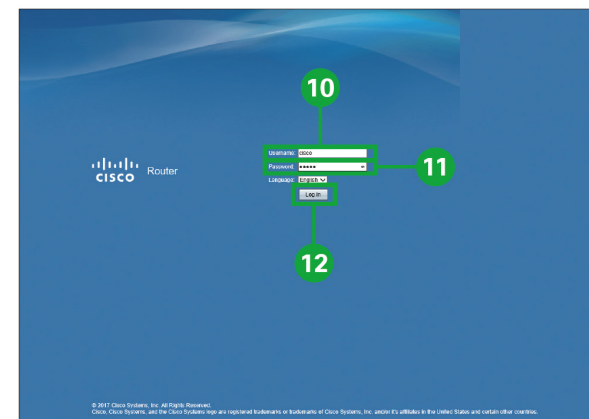 10
Username: cisco
Password: •••••
11
Language: English
Log In
CISCO Router
12
© 2017 Cisco Systems, Inc. All Rights Reserved.
Cisco, Cisco Systems, and the Cisco Systems logo are registered trademarks or trademarks of Cisco Systems, Inc. and/or it's affiliates in the United States and certain other countries.